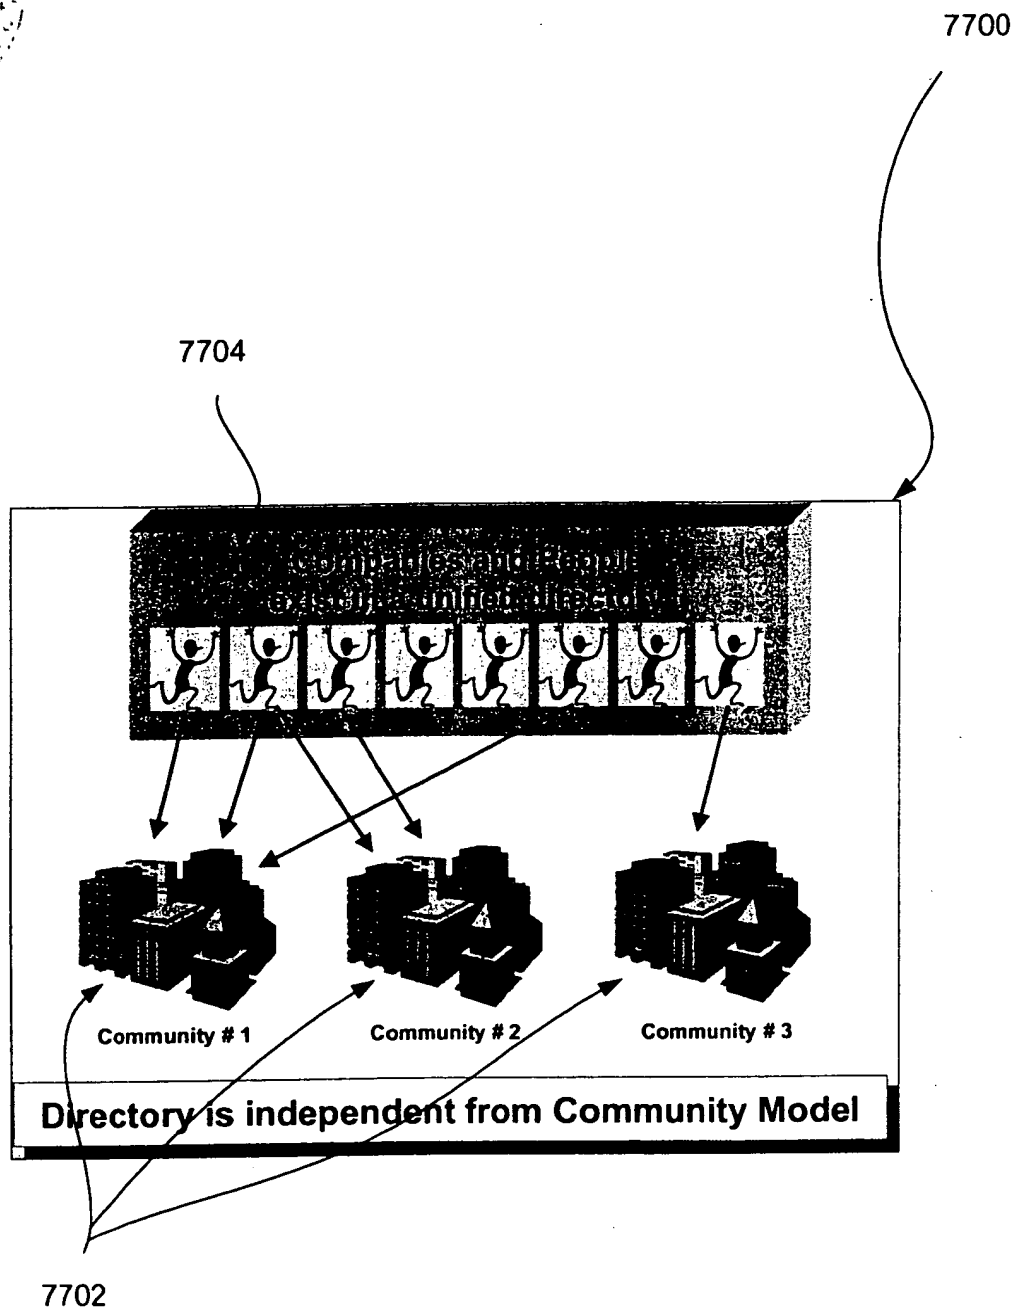 7700
7704
Companies and People
exist in a unified directory
Community # 1
Community # 2
Community # 3
Directory is independent from Community Model
7702